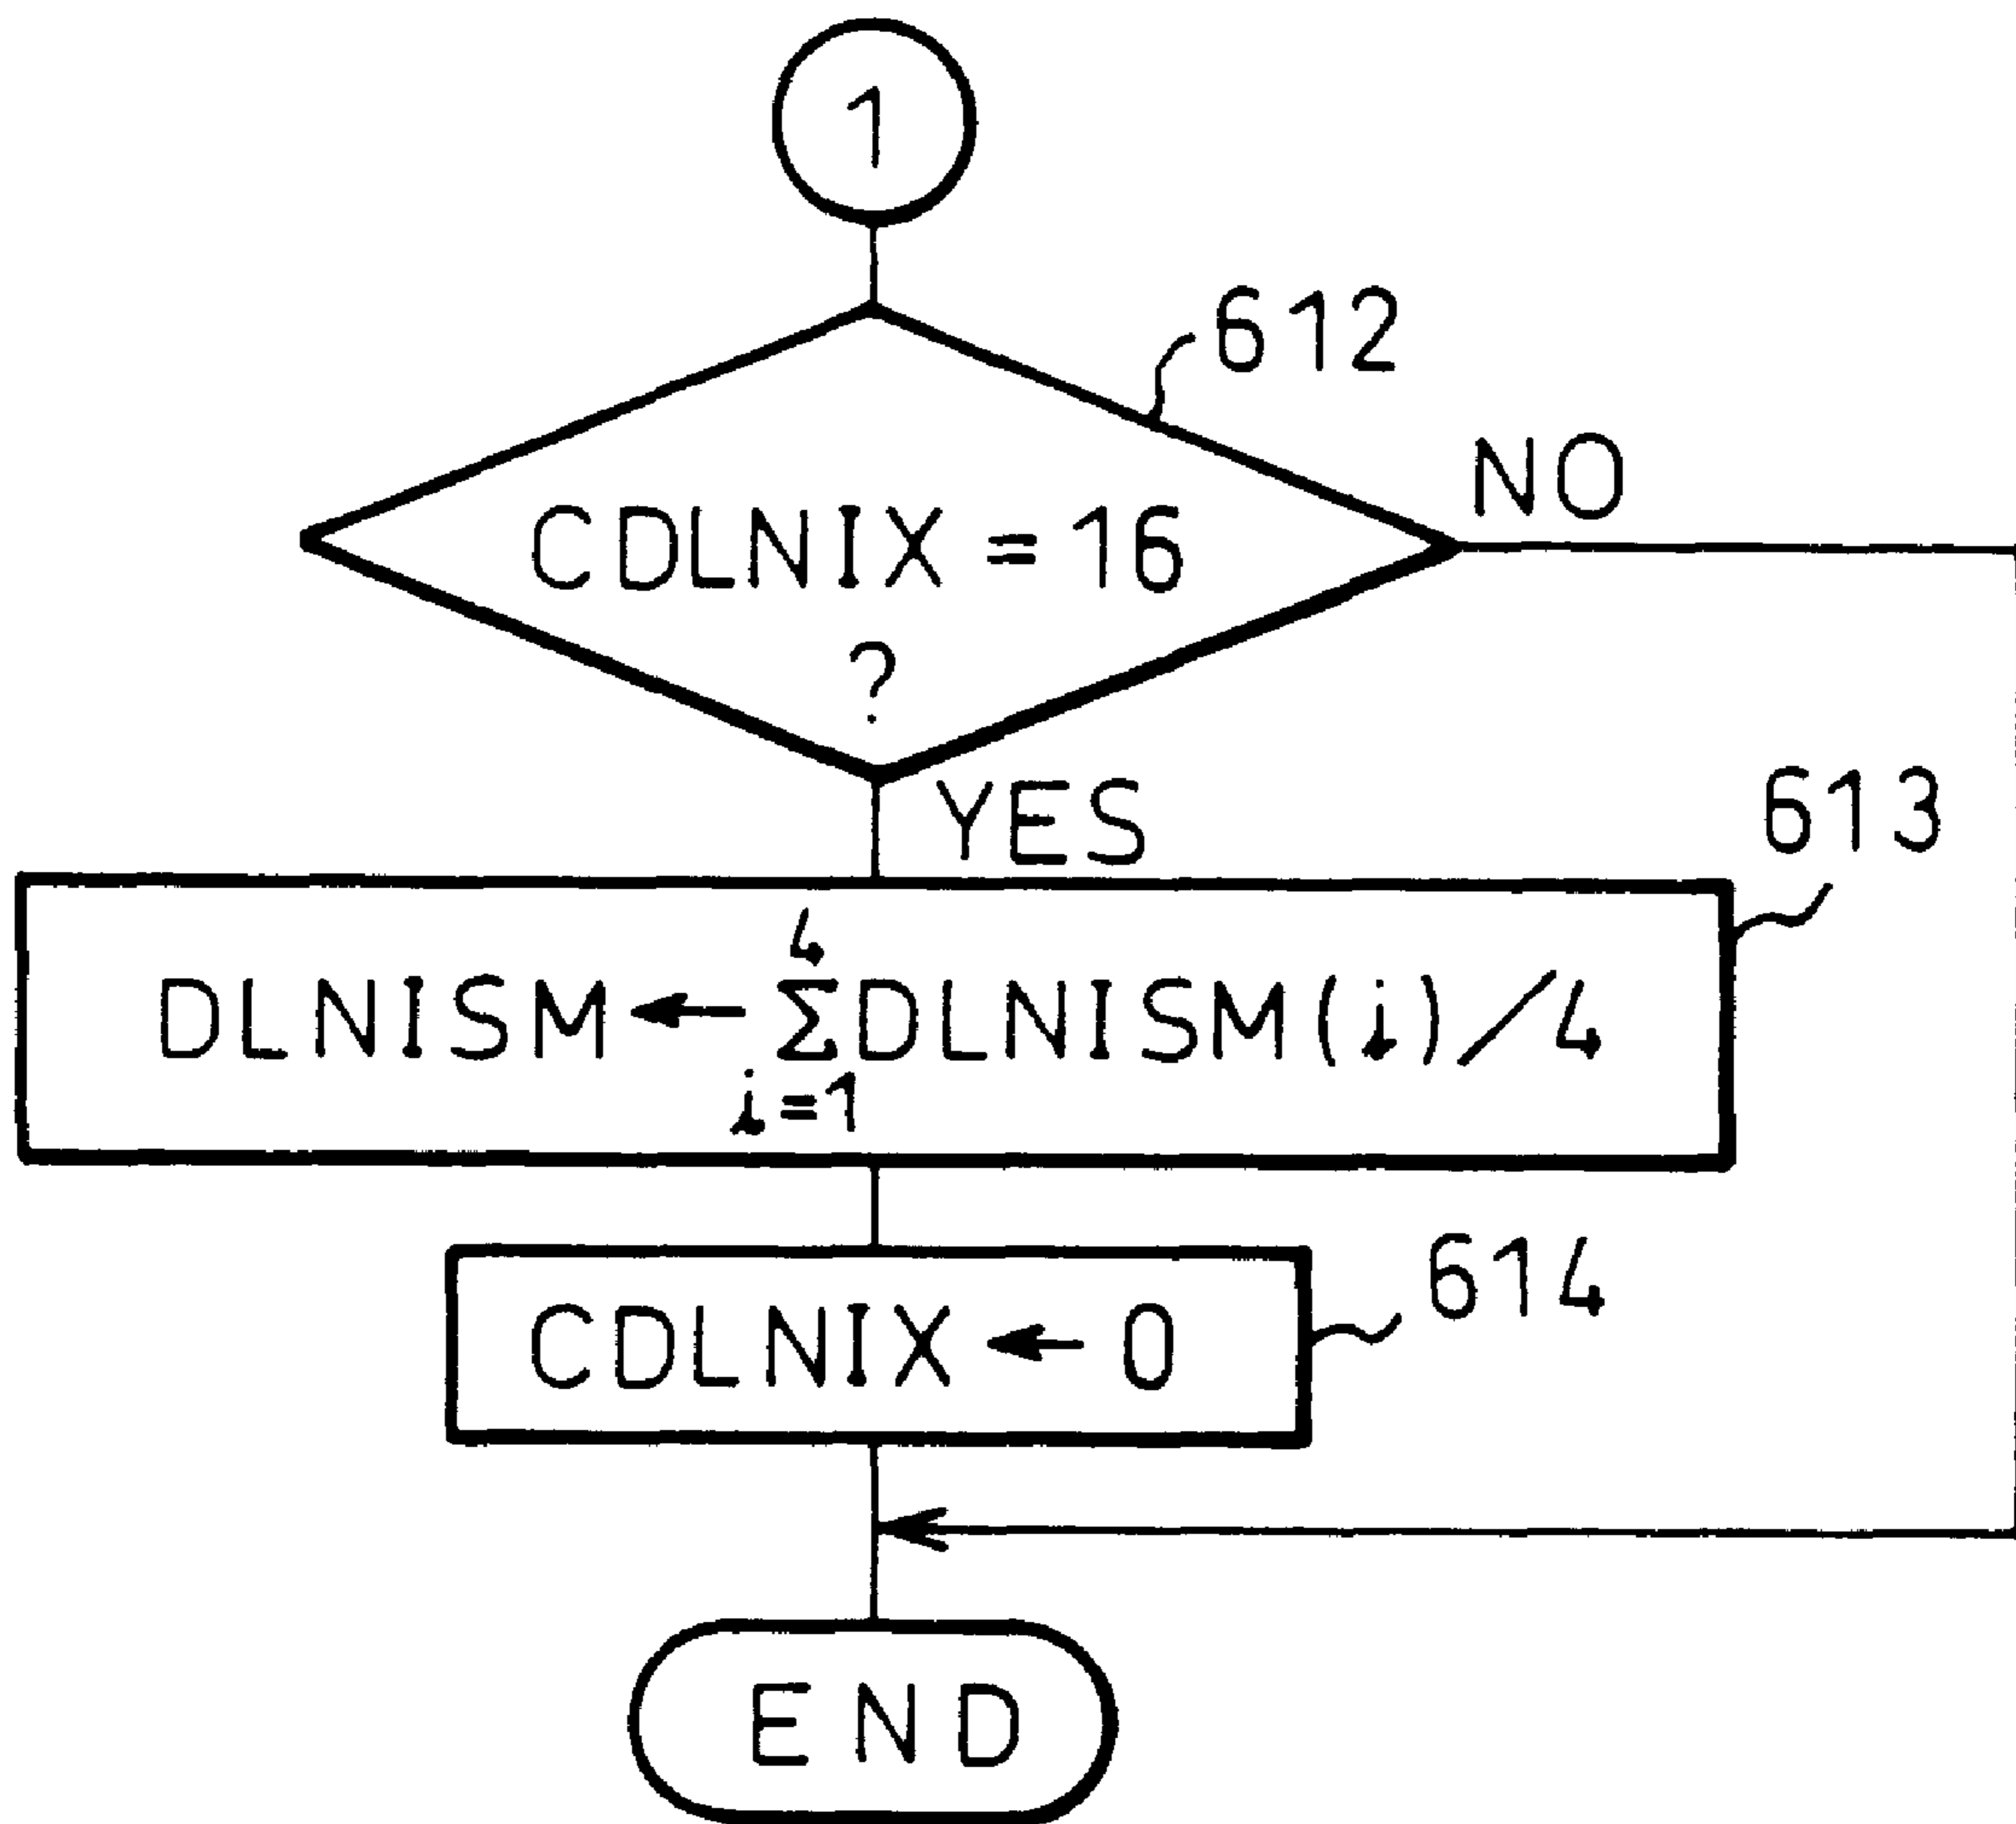 1
612
CDLNIX = 16
?
NO
YES
613
4
DLNISM ← ΣDLNISM(i)/4
i=1
614
CDLNIX ← 0
END